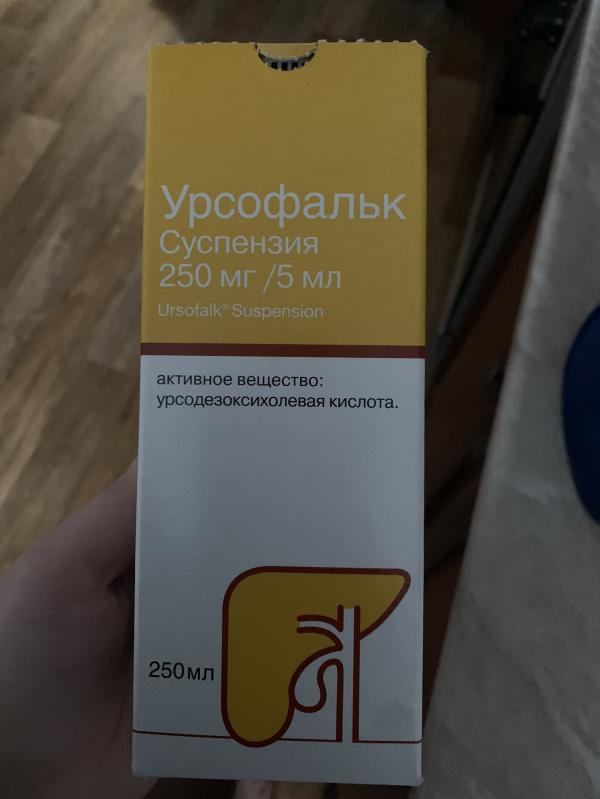 Урсофальк
Суспензия
250 мг /5 мл
Ursofalk® Suspension
активное вещество:
урсодезоксихолевая кислота.
250мл